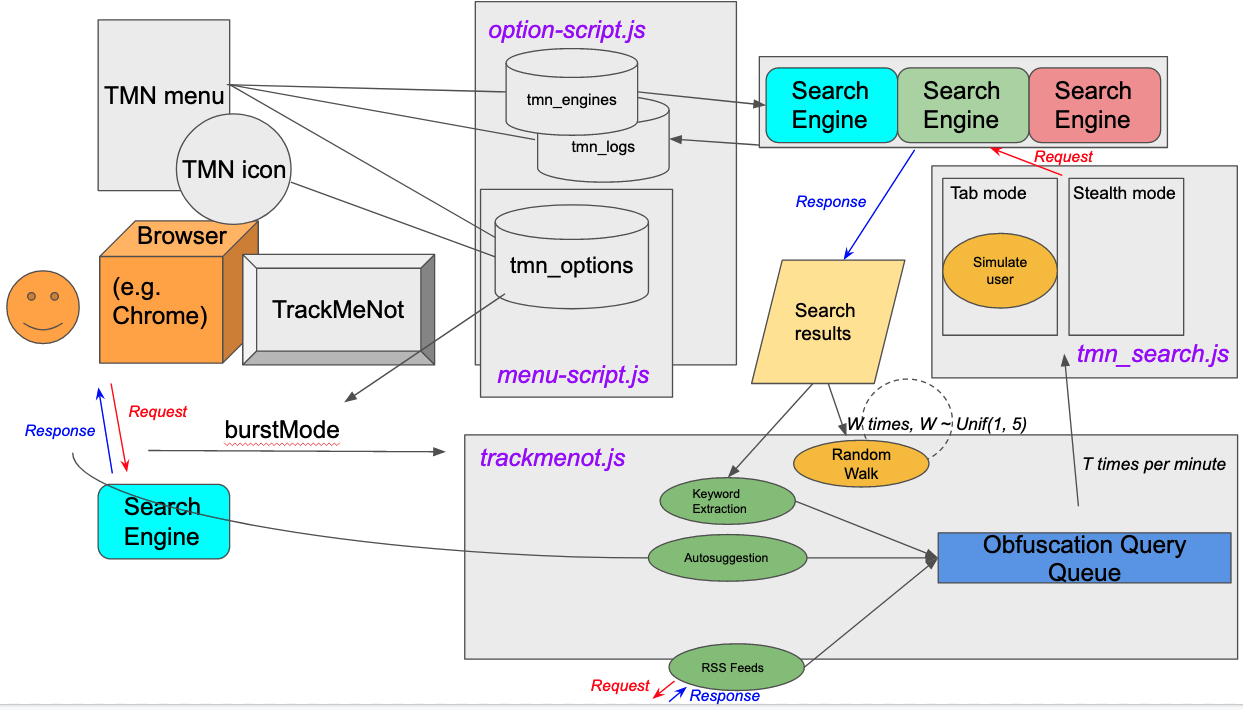 option-script.js
TMN menu
tmn_engines
Search
Engine
Search
Engine
Search
Engine
tmn_logs
Request
TMN icon
Tab mode
Stealth mode
Response
Browser
tmn_options
Simulate
user
(e.g.
Chrome)
TrackMeNot
Search
results
tmn_search.js
menu-script.js
Request
Response
burstMode
W times, W ~ Unif(1, 5)
trackmenot.js
Random
Walk
T times per minute
Keyword
Extraction
Search
Engine
Autosuggestion
Obfuscation Query
Queue
RSS Feeds
Request
Response